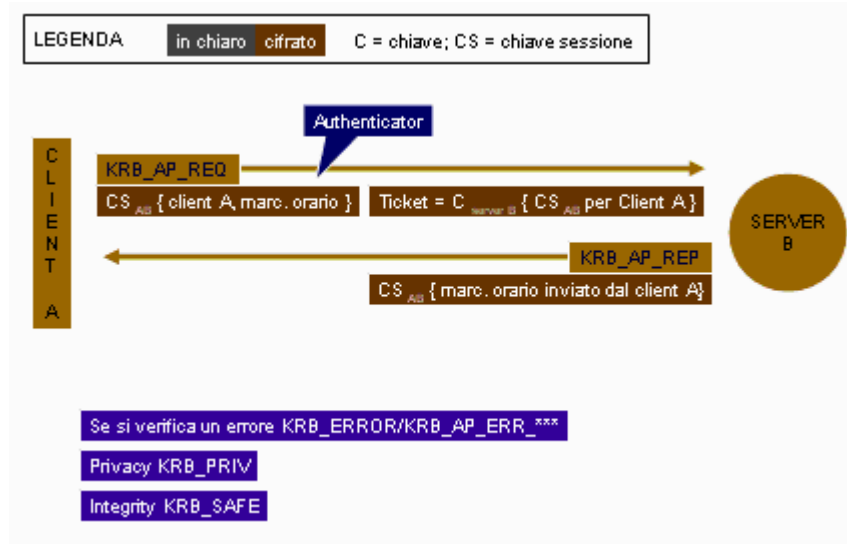 LEGENDA in chiaro cifrato C = chiave; CS = chiave sessione
Authenticator
CLIENT A
KRB_AP_REQ
CS AB { client A, marc. orario } Ticket = C server B { CS AB per Client A }
SERVER
B
KRB_AP_REP
CS AB { marc. orario inviato dal client A}
Se si verifica un errore KRB_ERROR/KRB_AP_ERR_***
Privacy KRB_PRIV
Integrity KRB_SAFE